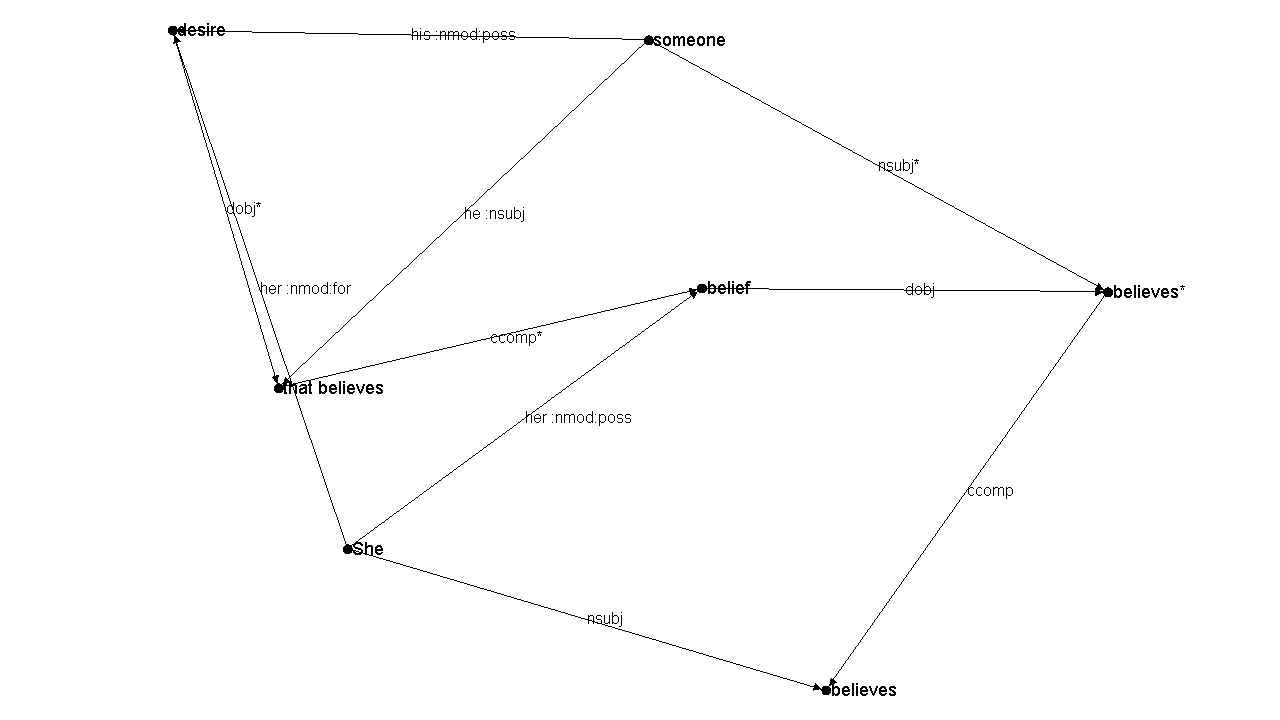 desire
his :nmod:poss
someone
nsubj*
dobj*
he :nsubj
her :nmod:for
belief
dobj
believes*
ccomp*
that believes
her :nmod:poss
ccomp
She
nsubj
believes